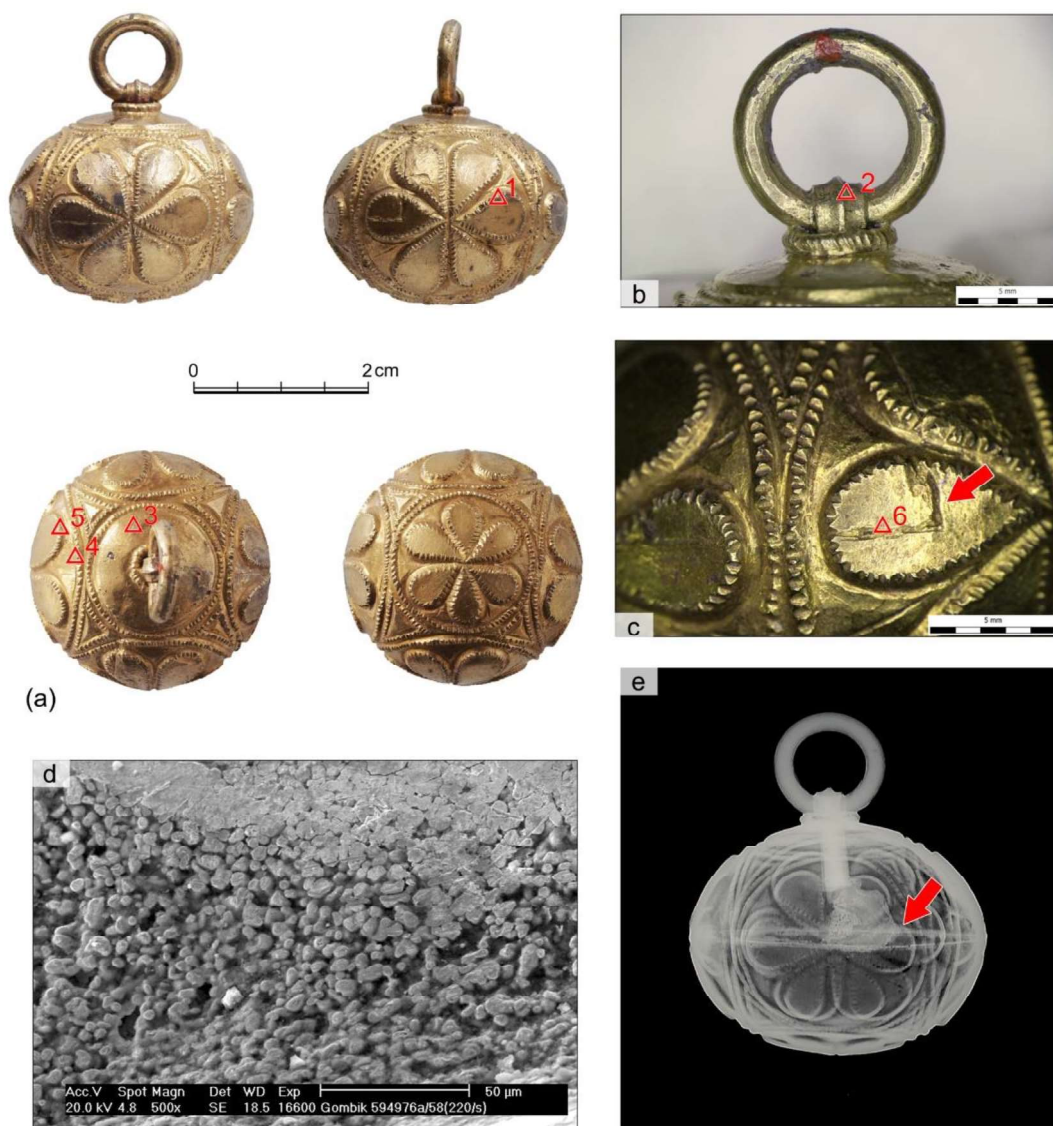 1
b
2
5 mm
0 2 cm
5
3
4
(a)
c
6
5 mm
d
Acc.V Spot Magn Det WD Exp 50 µm
20.0 kV 4.8 500x SE 18.5 16600 Gombik 594976a/58(220/s)
e